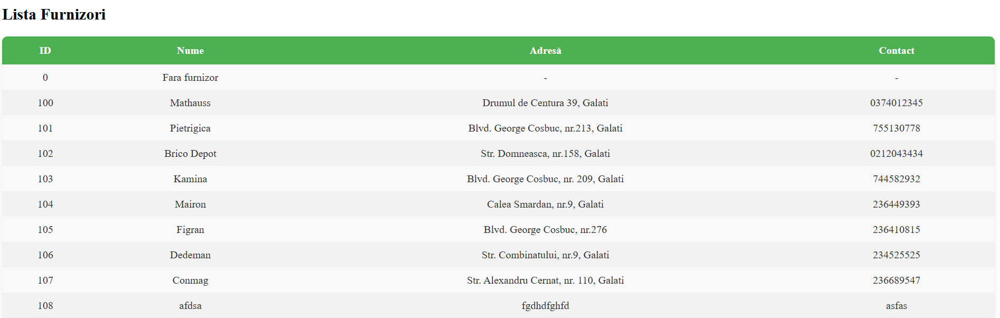 Lista Furnizori
ID Nume Adresă Contact
0 Fara furnizor - -
100 Mathauss Drumul de Centura 39, Galati 0374012345
101 Pietrigica Blvd. George Cosbuc, nr.213, Galati 755130778
102 Brico Depot Str. Domneasca, nr.158, Galati 0212043434
103 Kamina Blvd. George Cosbuc, nr. 209, Galati 744582932
104 Mairon Calea Smardan, nr.9, Galati 236449393
105 Figran Blvd. George Cosbuc, nr.276 236410815
106 Dedeman Str. Combinatului, nr.9, Galati 234525525
107 Conmag Str. Alexandru Cernat, nr. 110, Galati 236689547
108 afdsa fgdhdfghfd asfas